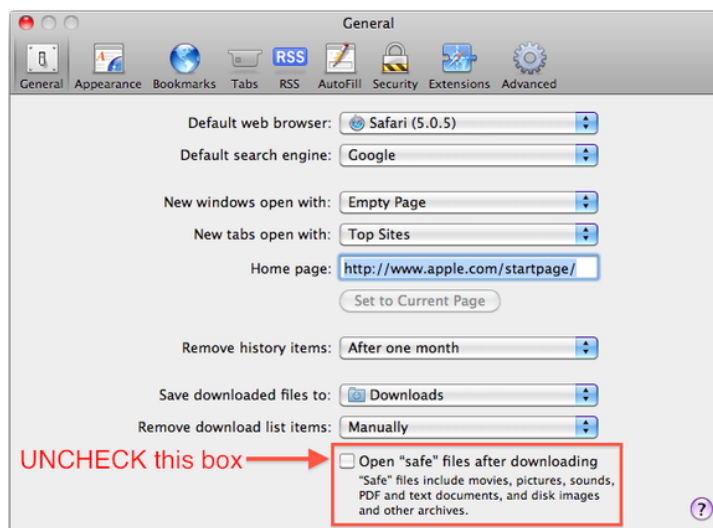 General
RSS
General Appearance Bookmarks Tabs RSS AutoFill Security Extensions Advanced
Default web browser: Safari (5.0.5)
Default search engine: Google
New windows open with: Empty Page
New tabs open with: Top Sites
Home page: http://www.apple.com/startpage/
Set to Current Page
Remove history items: After one month
Save downloaded files to: Downloads
Remove download list items: Manually
UNCHECK this box Open “safe” files after downloading
“Safe” files include movies, pictures, sounds,
PDF and text documents, and disk images
and other archives.
?